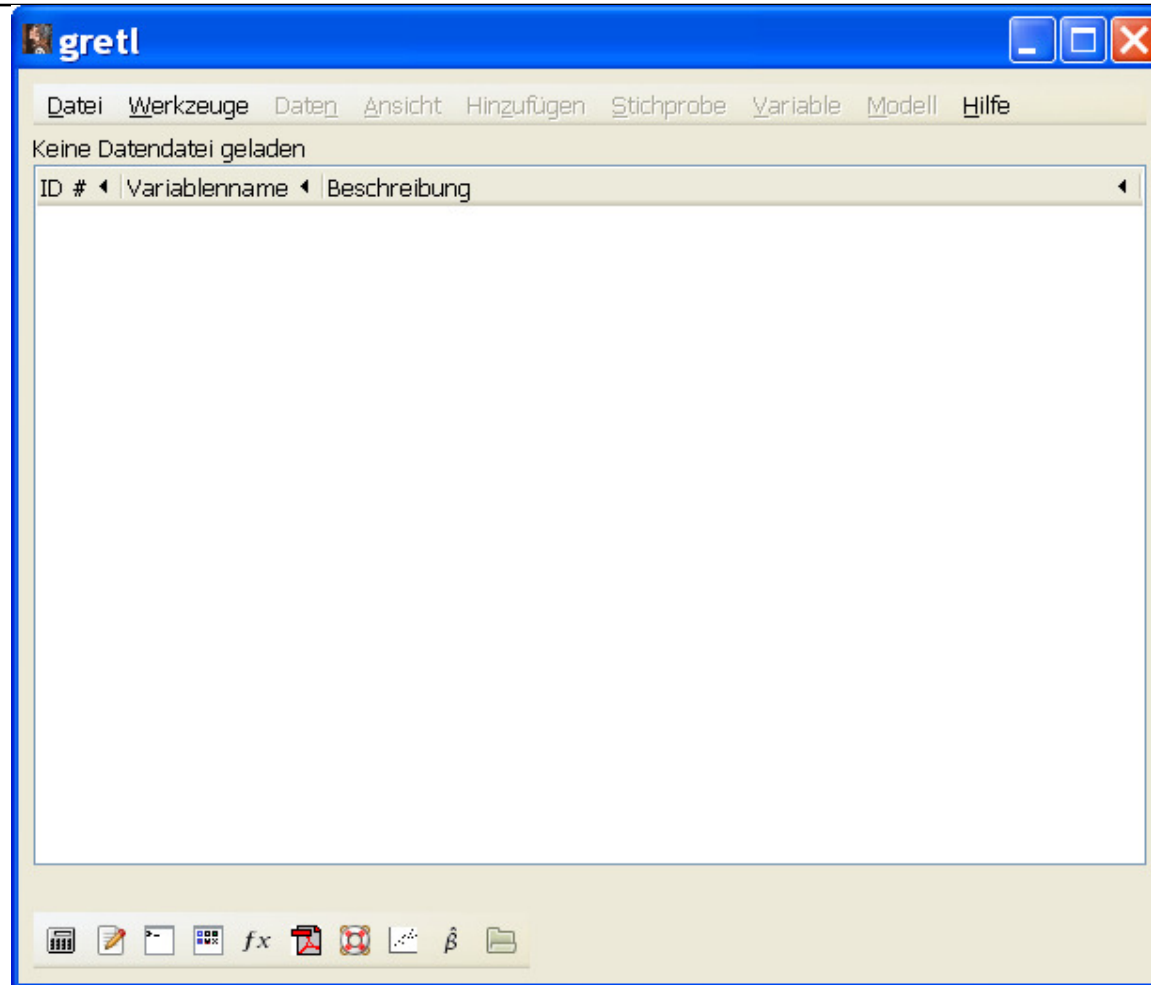 gretl
Datei Werkzeuge Daten Ansicht Hinzufügen Stichprobe Variable Modell Hilfe
Keine Datendatei geladen
ID # Variablenname Beschreibung
fx β̂